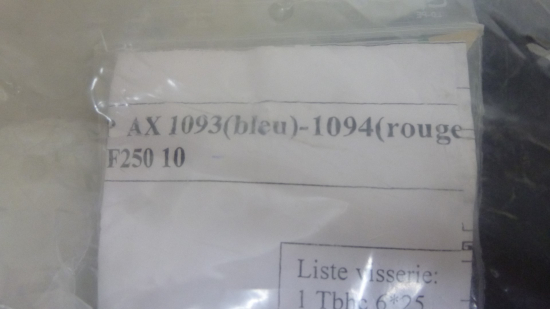 AX 1093(bleu)-1094(rouge
F250 10
Liste visserie:
1 Tbhc 6*25